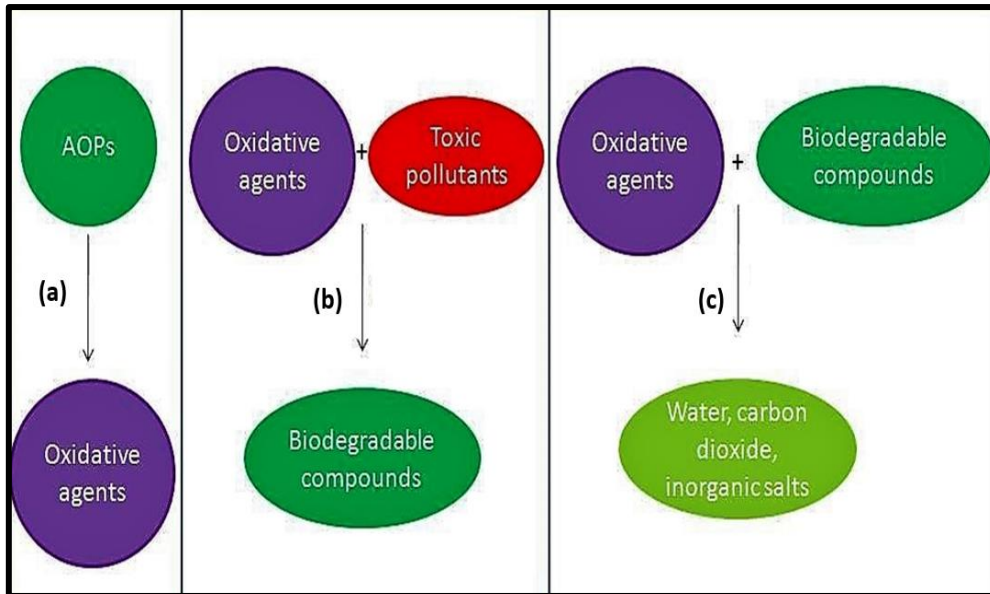 AOPs
(a)
Oxidative
agents
Oxidative
agents
+
Toxic
pollutants
(b)
Biodegradable
compounds
Oxidative
agents
+
Biodegradable
compounds
(c)
Water, carbon
dioxide,
inorganic salts